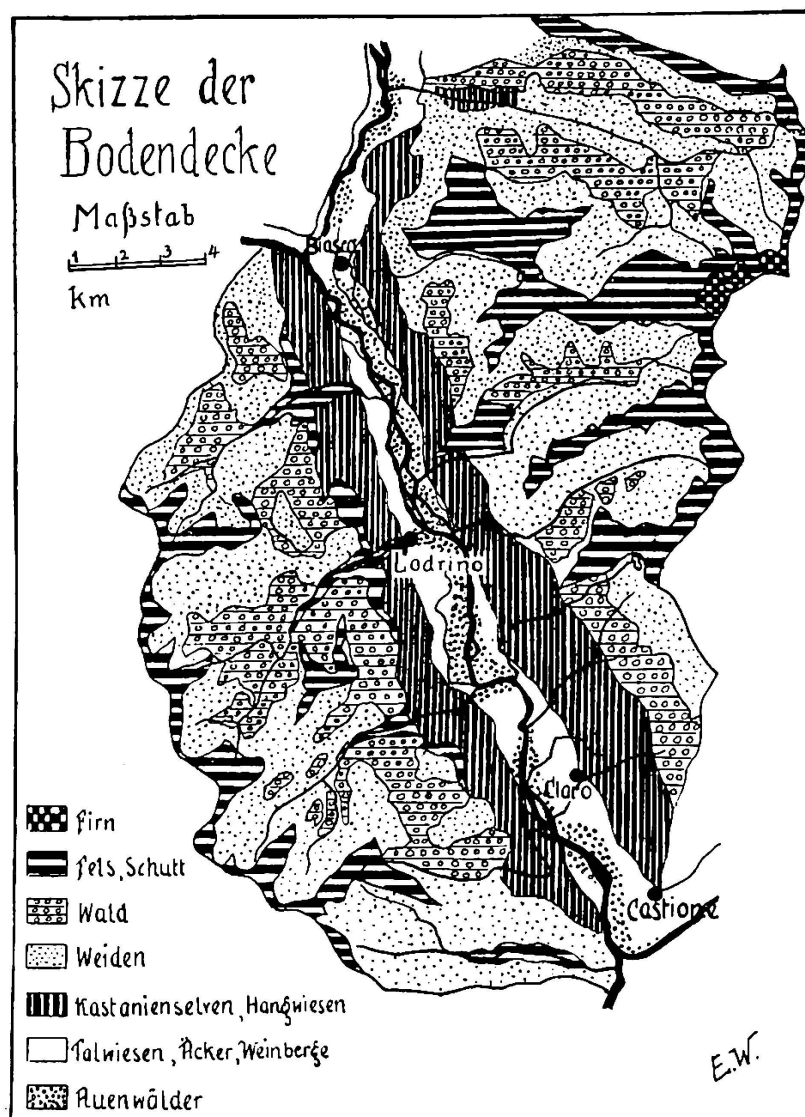 Skizze der
Bodendecke
Maßstab
1 2 3 4
km
Biasca
Lodrino
Claro
Castione
Firn
Fels, Schutt
Wald
Weiden
Kastanienselven, Hangwiesen
Talwiesen, Äcker, Weinberge
Auenwälder
E.W.